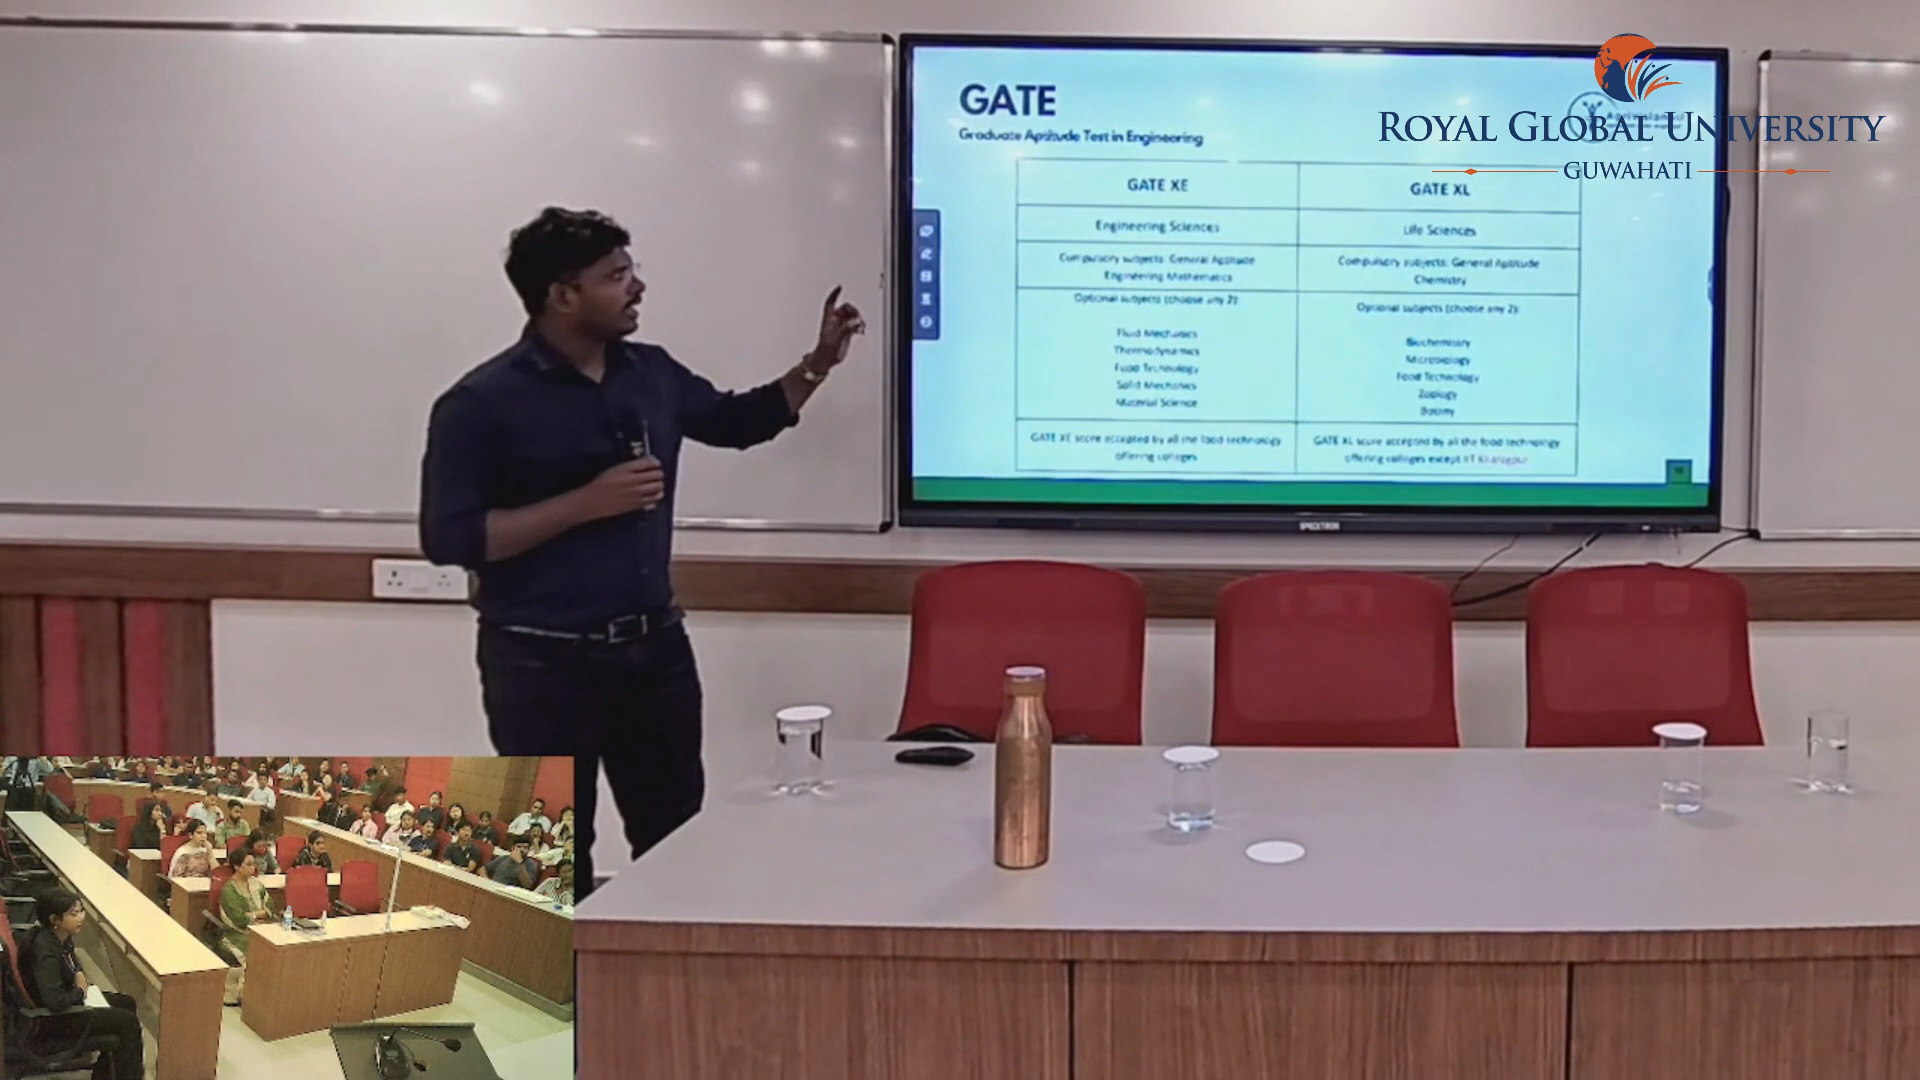 GATE
Graduate Aptitude Test in Engineering
ROYAL GLOBAL UNIVERSITY
GUWAHATI
GATE XE
GATE XL
Engineering Sciences
Life Sciences
Compulsory subjects: General Aptitude
Engineering Mathematics
Compulsory subjects: General Aptitude
Chemistry
Optional subjects (choose any 2):
Fluid Mechanics
Thermodynamics
Food Technology
Solid Mechanics
Material Science
Optional subjects (choose any 2):
Biochemistry
Microbiology
Food Technology
Zoology
Botany
GATE XE score accepted by all the food technology
offering colleges
GATE XL score accepted by all the food technology
offering colleges except IIT Kharagpur
SPECTRON